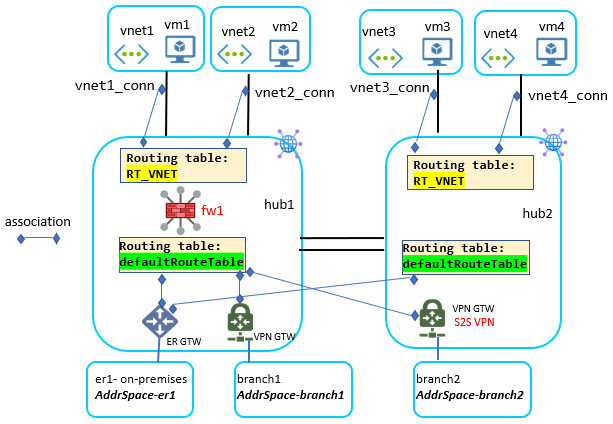 vnet1
vm1
vnet2
vm2
vnet3
vm3
vnet4
vm4
vnet1_conn
vnet2_conn
vnet3_conn
vnet4_conn
Routing table:
RT_VNET
Routing table:
RT_VNET
fw1
hub1
hub2
association
Routing table:
defaultRouteTable
Routing table:
defaultRouteTable
ER GTW
VPN GTW
VPN GTW
S2S VPN
er1- on-premises
AddrSpace-er1
branch1
AddrSpace-branch1
branch2
AddrSpace-branch2